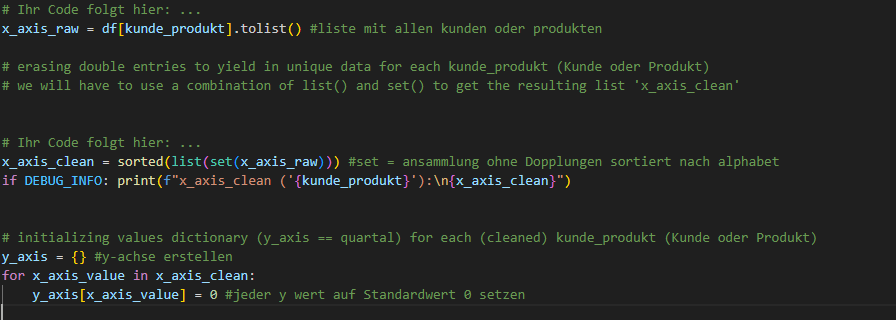 # Ihr Code folgt hier: ...
x_axis_raw = df[kunde_produkt].tolist() #liste mit allen kunden oder produkten
# erasing double entries to yield in unique data for each kunde_produkt (Kunde oder Produkt)
# we will have to use a combination of list() and set() to get the resulting list 'x_axis_clean'
# Ihr Code folgt hier: ...
x_axis_clean = sorted(list(set(x_axis_raw))) #set = ansammlung ohne Dopplungen sortiert nach alphabet
if DEBUG_INFO: print(f"x_axis_clean ('{kunde_produkt}'):\n{x_axis_clean}")
# initializing values dictionary (y_axis == quartal) for each (cleaned) kunde_produkt (Kunde oder Produkt)
y_axis = {} #y-achse erstellen
for x_axis_value in x_axis_clean:
    y_axis[x_axis_value] = 0 #jeder y wert auf Standardwert 0 setzen